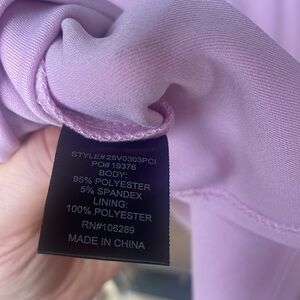 STYLE# 25V0303PCI
PO# 19376
BODY:
95% POLYESTER
5% SPANDEX
LINING:
100% POLYESTER
RN#106289
MADE IN CHINA